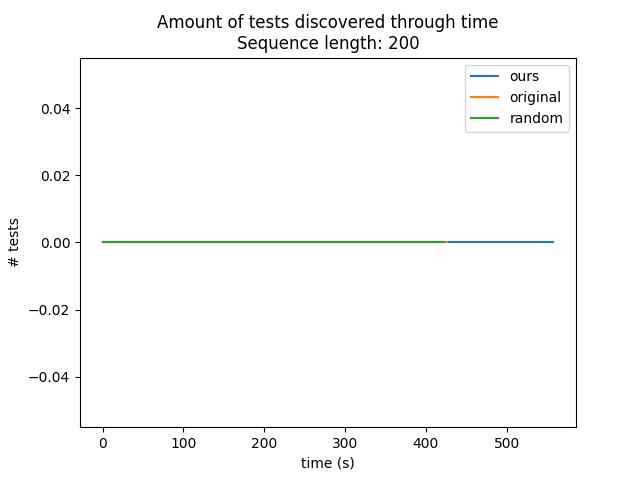 Amount of tests discovered through time
Sequence length: 200
ours
original
random
# tests
0.04
0.02
0.00
−0.02
−0.04
0
100
200
300
400
500
time (s)